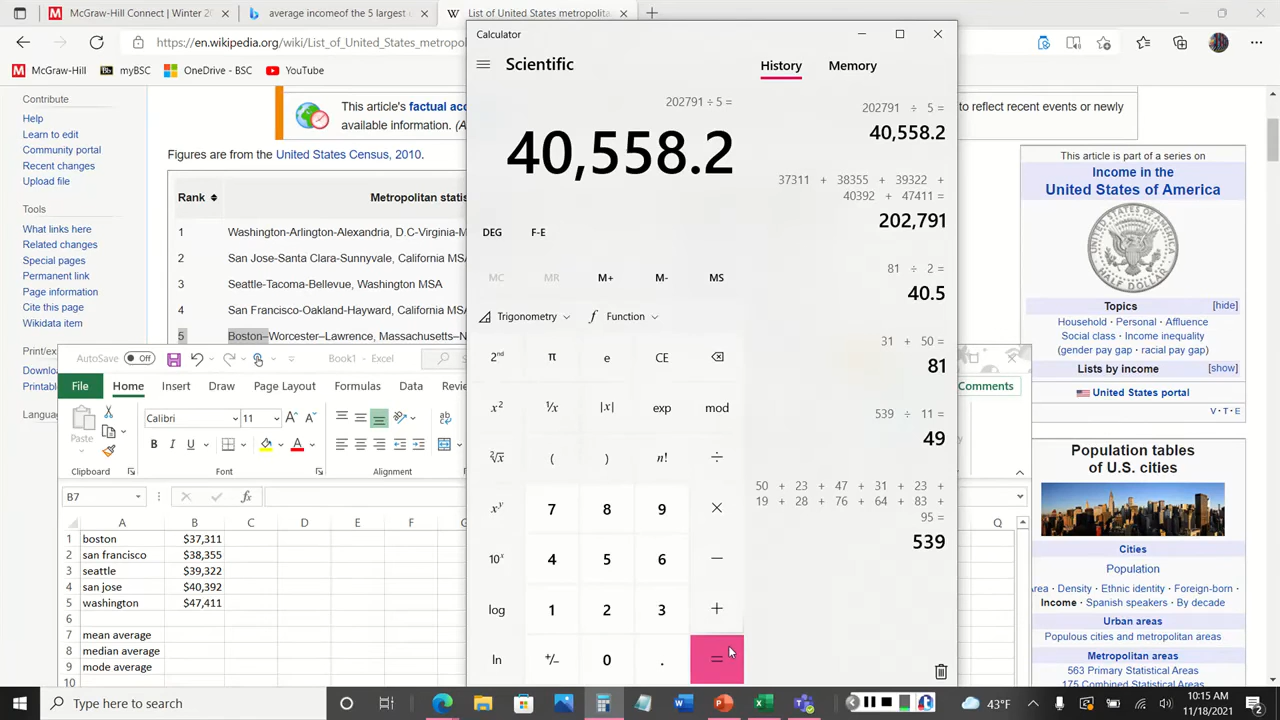 McGraw-Hill Connect | Winter 20
average incomeof the 5 largest c
List of United States metropolita
https://en.wikipedia.org/wiki/List_of_United_States_metropol
McGraw-Hill
myBSC
OneDrive - BSC
YouTube
Contribute
Help
Learn to edit
Community portal
Recent changes
Upload file
Tools
What links here
Related changes
Special pages
Permanent link
Page information
Cite this page
Wikidata item
Print/ex
Downlo
Printab
Langua
This article's factual acc
available information. (A
to reflect recent events or newly
Figures are from the United States Census, 2010.
Rank Metropolitan statis
1 Washington-Arlington-Alexandria, D.C-Virginia-M
2 San Jose-Santa Clara-Sunnyvale, California MSA
3 Seattle-Tacoma-Bellevue, Washington MSA
4 San Francisco-Oakland-Hayward, California MSA
5 Boston–Worcester–Lawrence, Massachusetts–N
Calculator
Scientific
202791 ÷ 5 =
40,558.2
DEG F-E
MC MR M+ M- MS
Trigonometry Function
2nd π e CE
x² ¹/x |x| exp mod
²√x ( ) n! ÷
xʸ 7 8 9 ×
10ˣ 4 5 6 −
log 1 2 3 +
ln +/− 0 . =
History Memory
202791 ÷ 5 =
40,558.2
37311 + 38355 + 39322 +
40392 + 47411 =
202,791
81 ÷ 2 =
40.5
31 + 50 =
81
539 ÷ 11 =
49
50 + 23 + 47 + 31 + 23 +
19 + 28 + 76 + 64 + 83 +
95 =
539
This article is part of a series on
Income in the
United States of America
Topics [hide]
Household · Personal · Affluence
Social class · Income inequality
(gender pay gap · racial pay gap)
Lists by income [show]
United States portal
V · T · E
Population tables
of U.S. cities
Cities
Population
Area · Density · Ethnic identity · Foreign-born ·
Income · Spanish speakers · By decade
Urban areas
Populous cities and metropolitan areas
Metropolitan areas
563 Primary Statistical Areas
175 Combined Statistical Areas
AutoSave Off Book1 - Excel
File Home Insert Draw Page Layout Formulas Data Review
Comments
Paste
Calibri 11
B I U
Clipboard Font Alignment
B7 fx
A B C D E F G Q
1 boston $37,311
2 san francisco $38,355
3 seattle $39,322
4 san jose $40,392
5 washington $47,411
6
7 mean average
8 median average
9 mode average
10
Type here to search
43°F
10:15 AM
11/18/2021
2